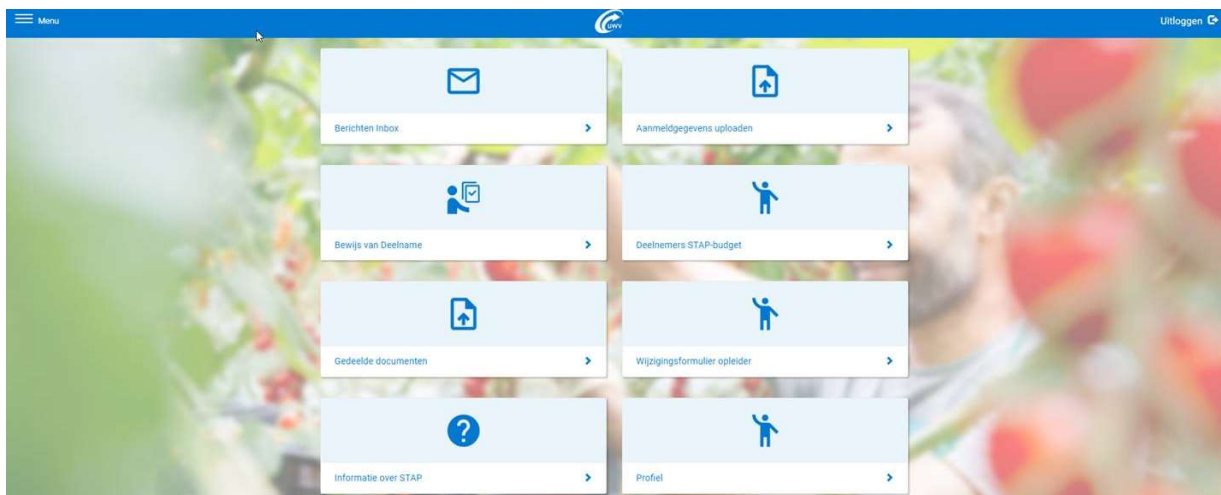 Menu
UWV
Uitloggen
Berichten Inbox
Aanmeldgegevens uploaden
Bewijs van Deelname
Deelnemers STAP-budget
Gedeelde documenten
Wijzigingsformulier opleider
Informatie over STAP
Profiel